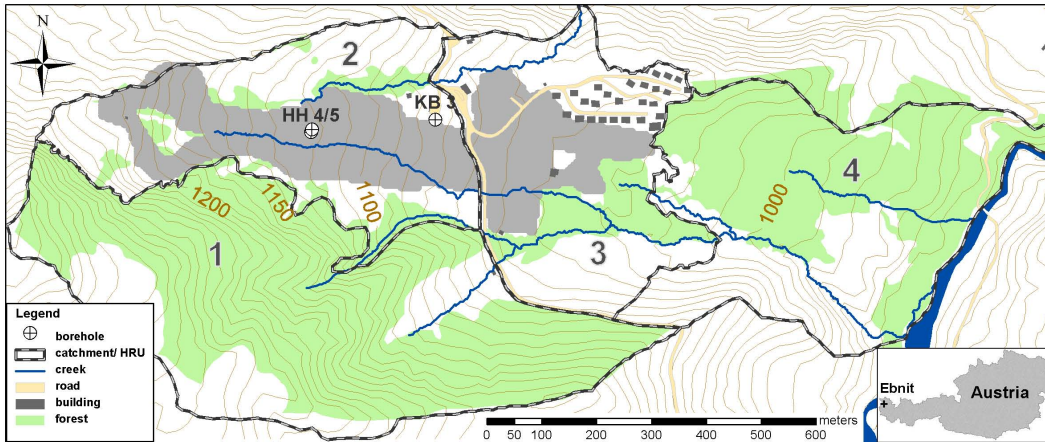 N
2
HH 4/5
KB 3
4
1200
1150
1100
1000
1
3
Legend
borehole
catchment/ HRU
creek
road
building
forest
meters
0 50 100 200 300 400 500 600
Ebnit
Austria